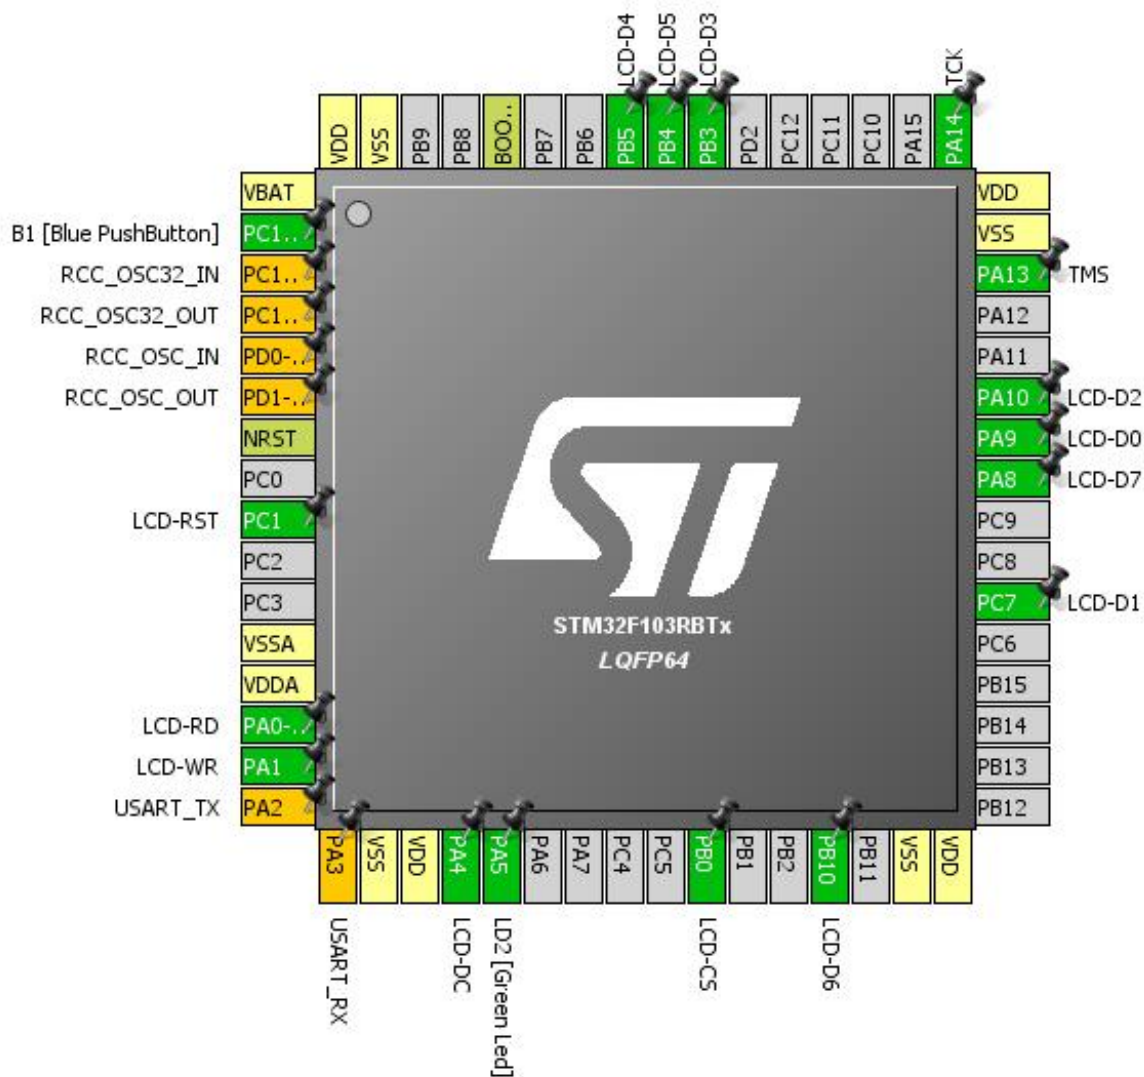 LCD-D4
LCD-D5
LCD-D3
TCK
VDD
VSS
PB9
PB8
BOO..
PB7
PB6
PB5
PB4
PB3
PD2
PC12
PC11
PC10
PA15
PA14
VBAT
B1 [Blue PushButton] PC1..
RCC_OSC32_IN PC1..
RCC_OSC32_OUT PC1..
RCC_OSC_IN PD0-..
RCC_OSC_OUT PD1-..
NRST
PC0
LCD-RST PC1
PC2
PC3
VSSA
VDDA
LCD-RD PA0-..
LCD-WR PA1
USART_TX PA2
STM32F103RBTx
LQFP64
VDD
VSS
PA13 TMS
PA12
PA11
PA10 LCD-D2
PA9 LCD-D0
PA8 LCD-D7
PC9
PC8
PC7 LCD-D1
PC6
PB15
PB14
PB13
PB12
PA3
VSS
VDD
PA4
PA5
PA6
PA7
PC4
PC5
PB0
PB1
PB2
PB10
PB11
VSS
VDD
USART_RX
LCD-DC
LD2 [Green Led]
LCD-CS
LCD-D6